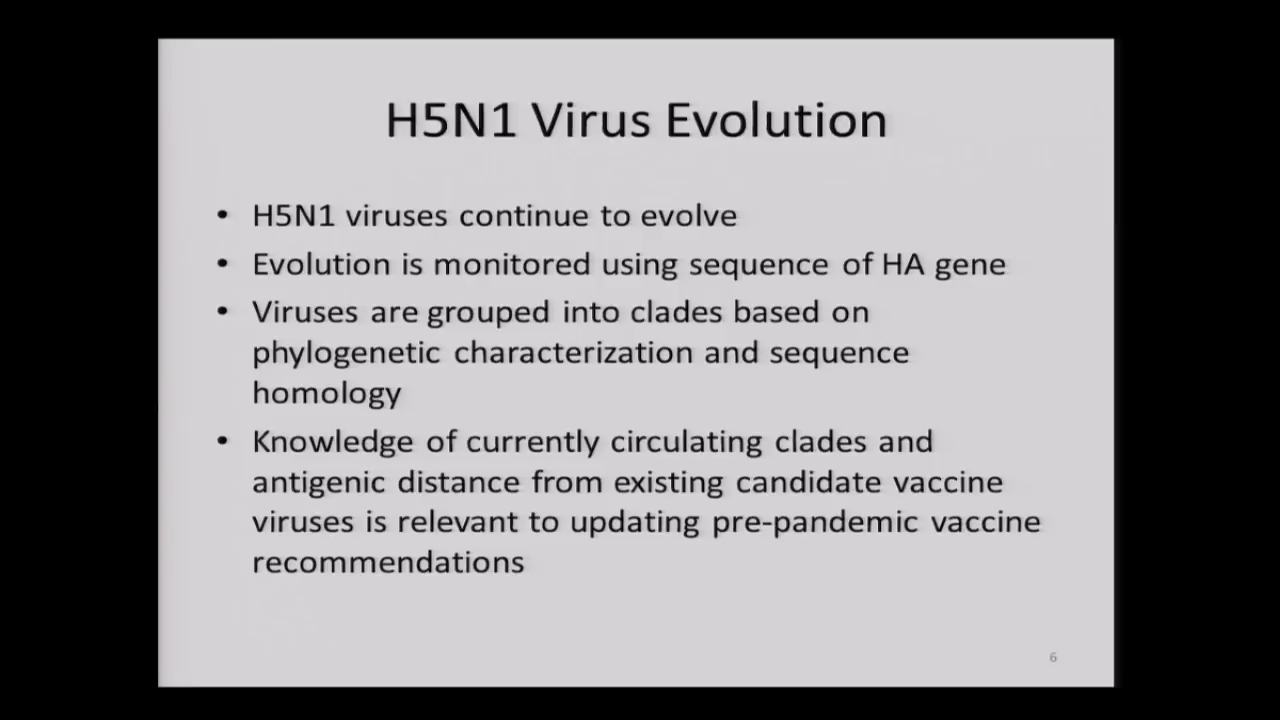 H5N1 Virus Evolution
• H5N1 viruses continue to evolve
• Evolution is monitored using sequence of HA gene
• Viruses are grouped into clades based on
phylogenetic characterization and sequence
homology
• Knowledge of currently circulating clades and
antigenic distance from existing candidate vaccine
viruses is relevant to updating pre-pandemic vaccine
recommendations
6